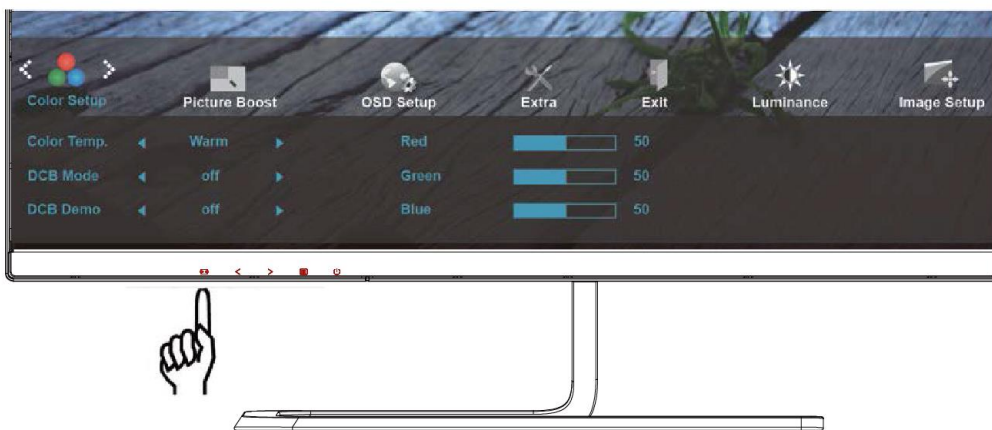 Color Setup Picture Boost OSD Setup Extra Exit Luminance Image Setup
Color Temp. Warm Red 50
DCB Mode off Green 50
DCB Demo off Blue 50